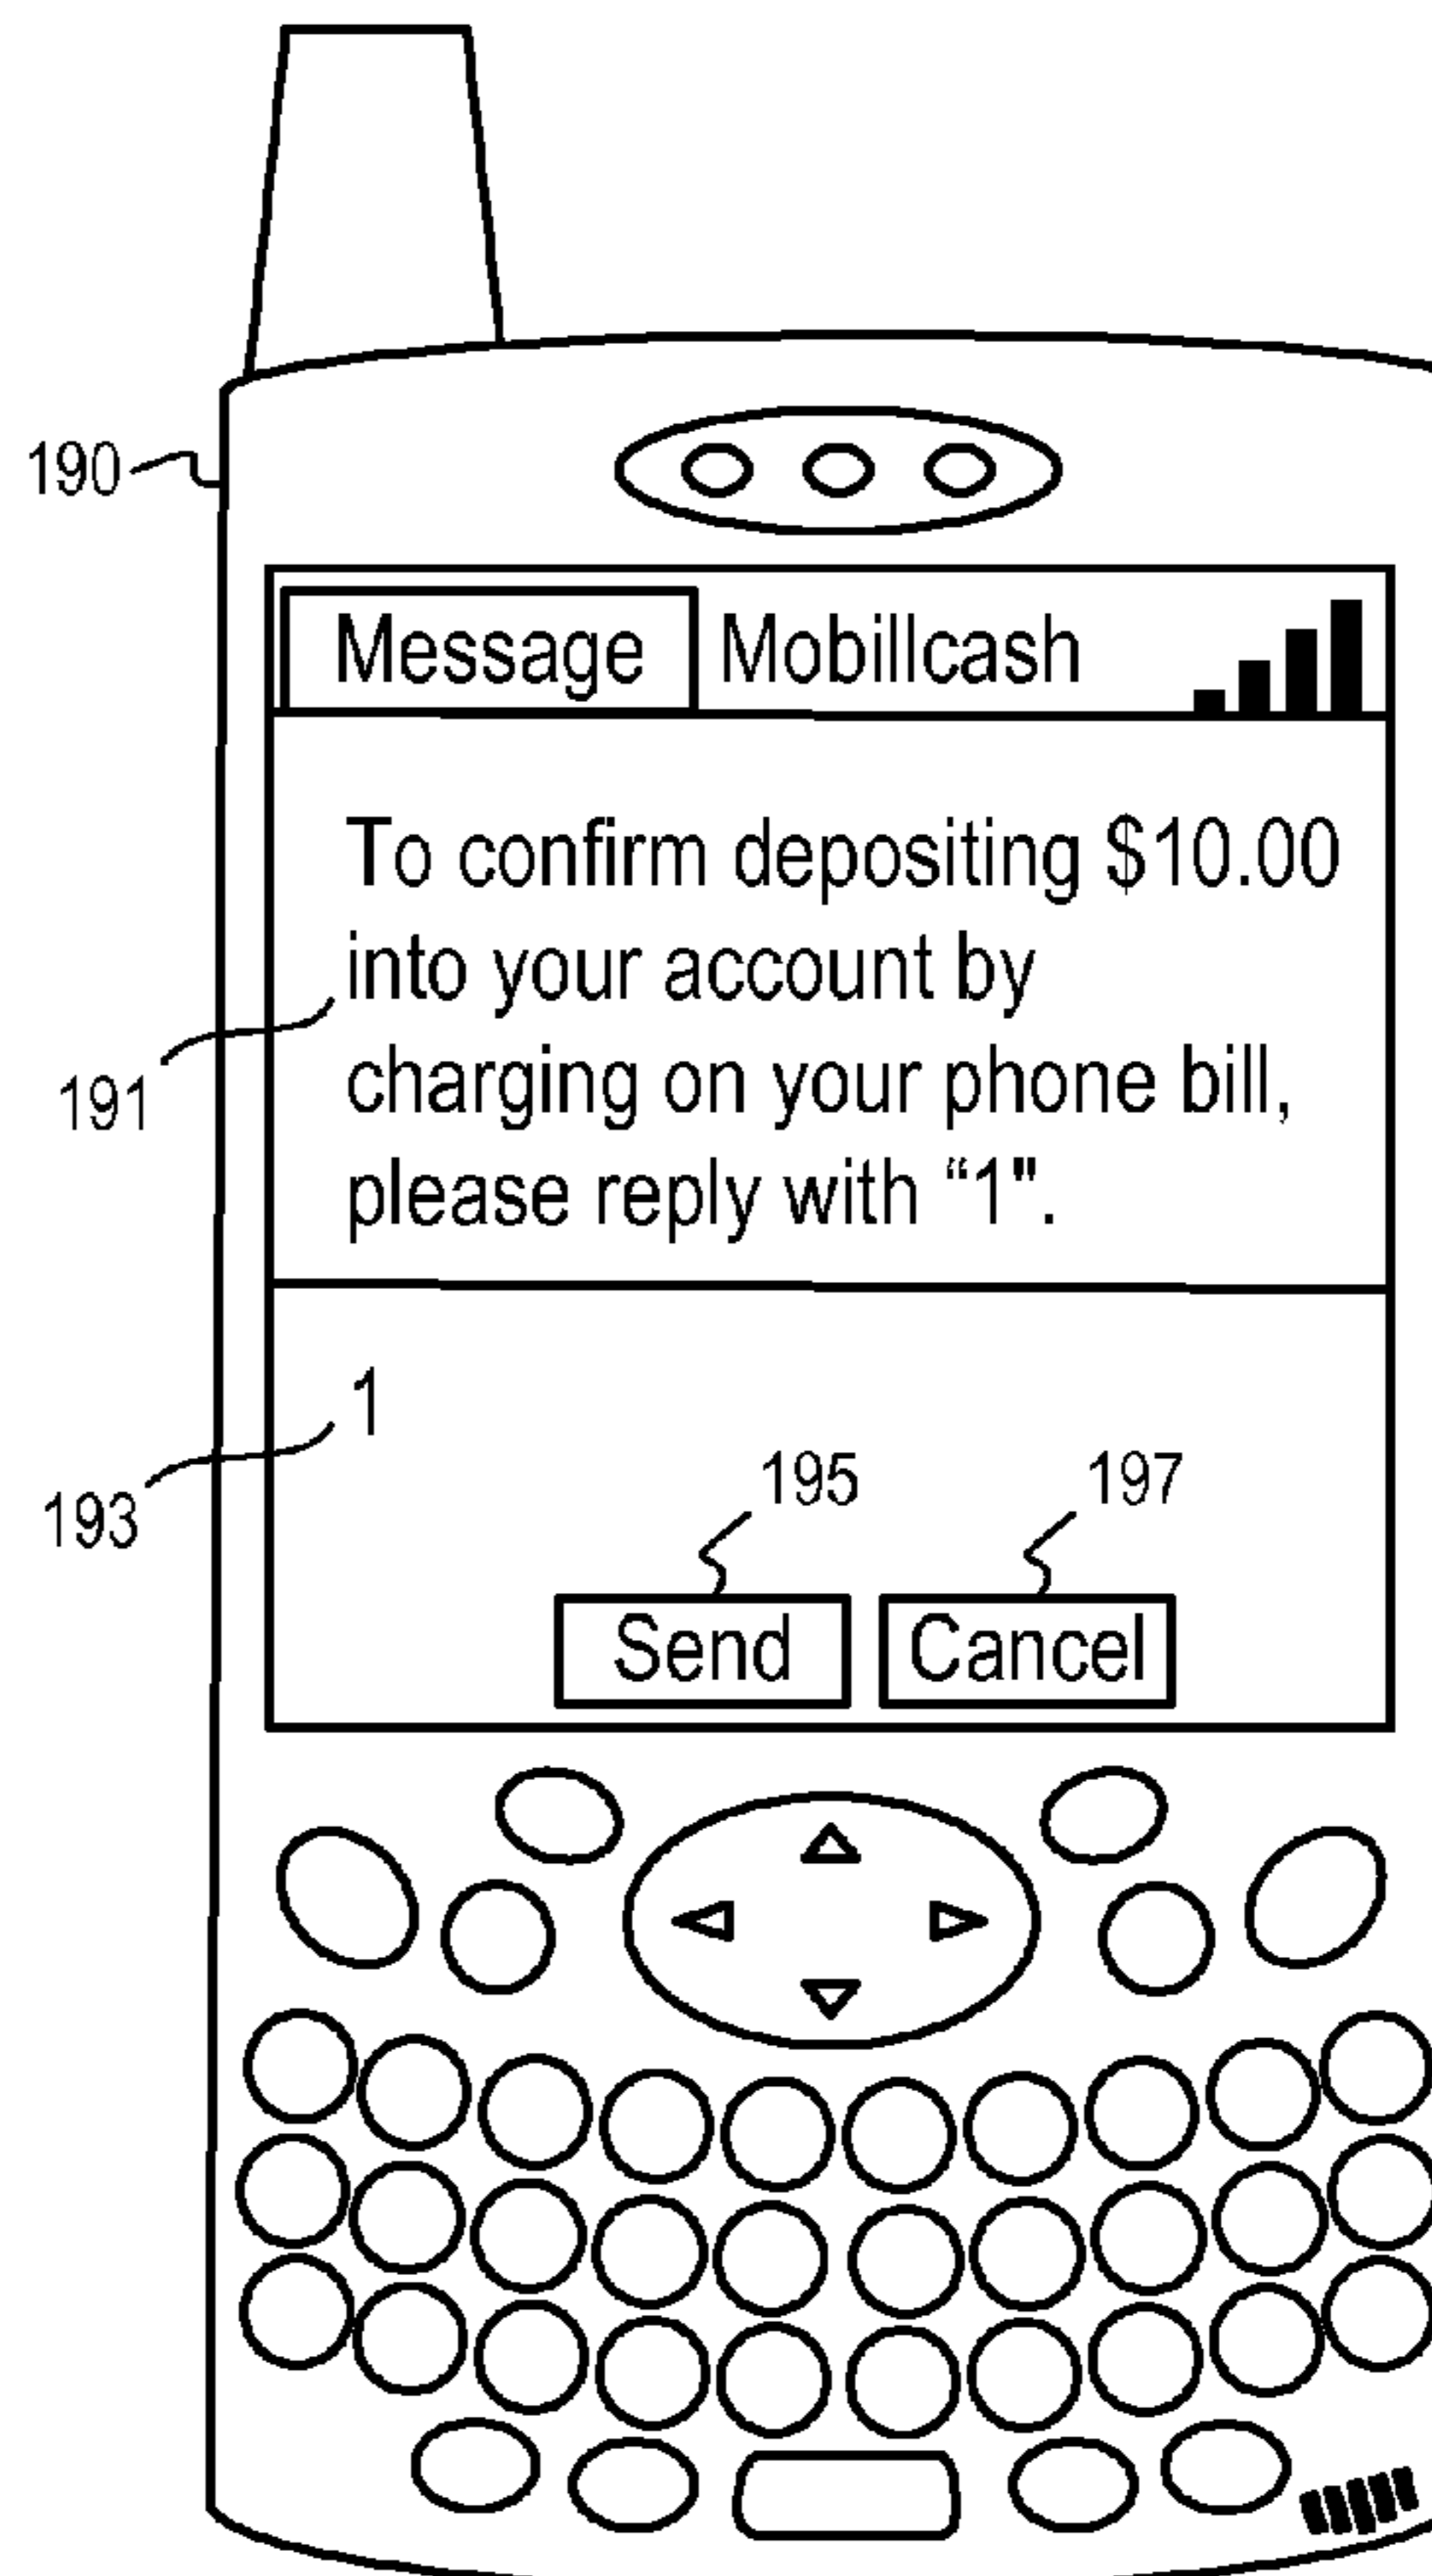 190
Message Mobillcash
To confirm depositing $10.00
into your account by
191
charging on your phone bill,
please reply with “1".
1
193
195 197
Send Cancel